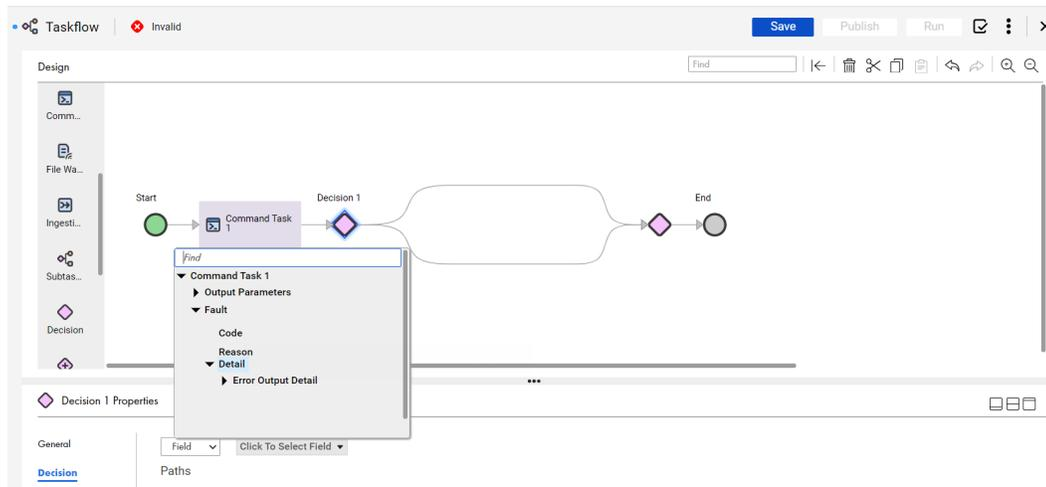 Taskflow
Invalid
Save
Publish
Run
Design
Find
Comm...
File Wa...
Ingesti...
Subtas...
Decision
Start
Command Task
1
Decision 1
End
Find
Command Task 1
Output Parameters
Fault
Code
Reason
Detail
Error Output Detail
Decision 1 Properties
General
Decision
Field
Click To Select Field
Paths